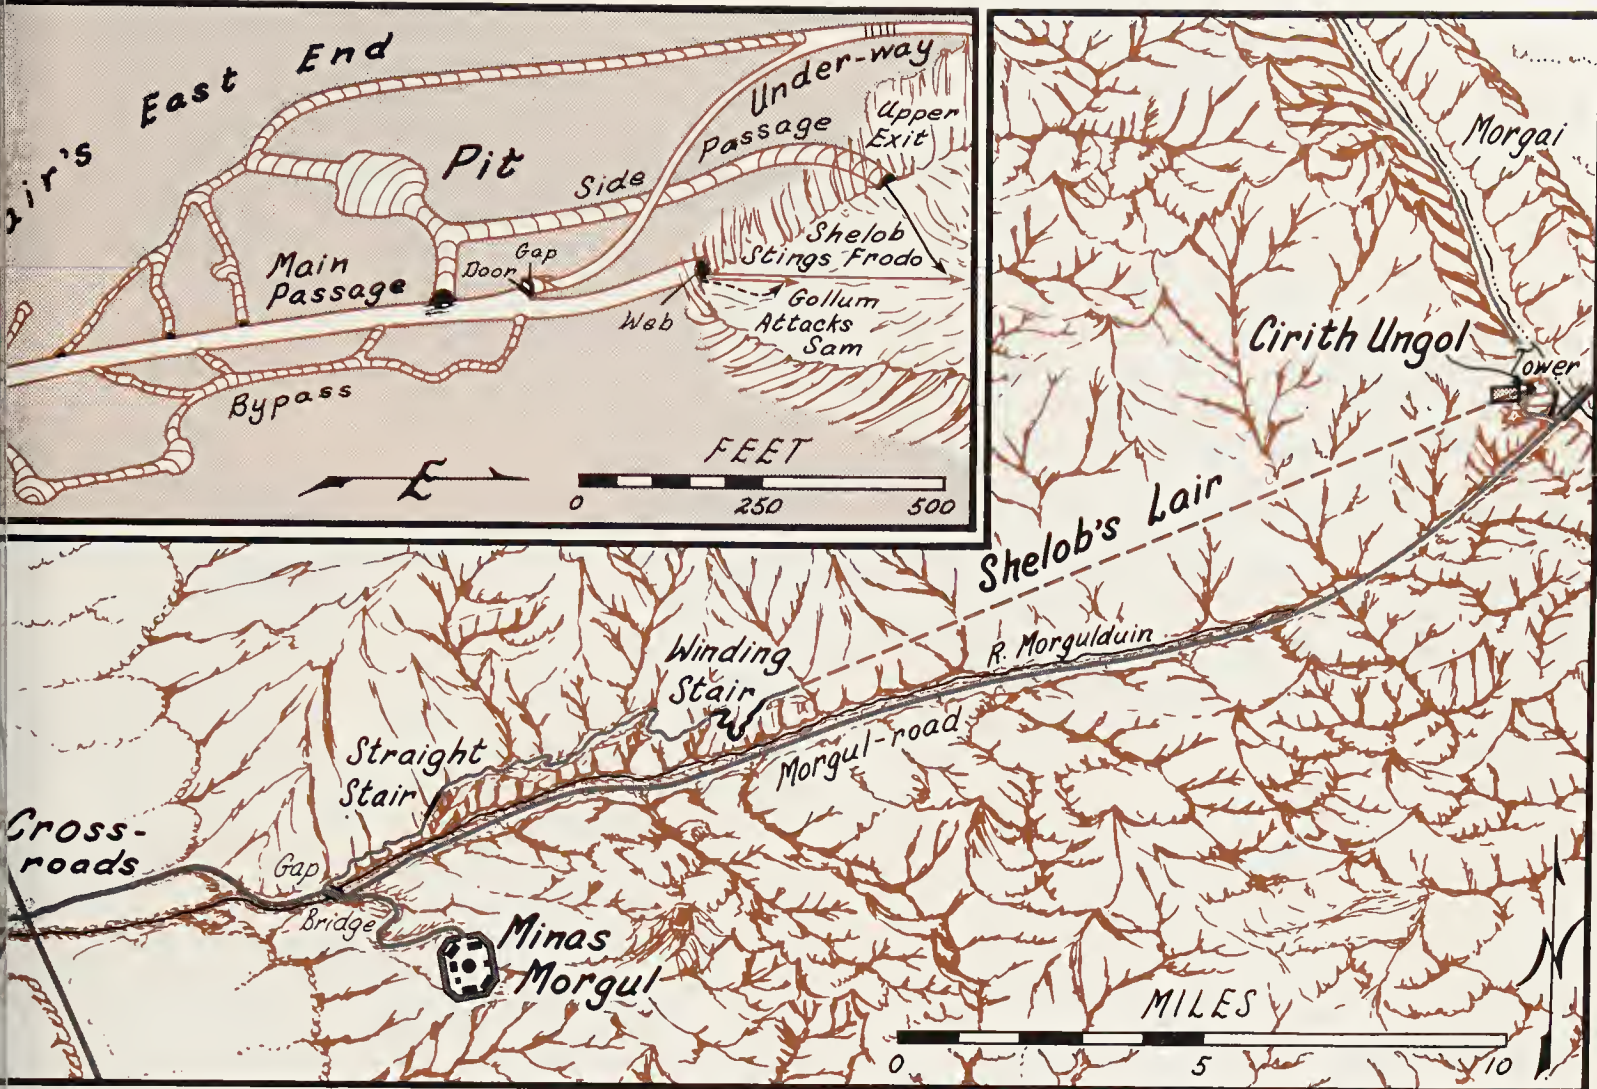 East End
air's
Pit
Under-way
Upper
Exit
Side Passage
Main
Passage
Door
Gap
Shelob
Stings Frodo
Web
Gollum
Attacks
Sam
Bypass
E
FEET
0 250 500
Morgai
Cirith Ungol
Tower
Shelob's Lair
R. Morgulduin
Winding
Stair
Morgul-road
Straight
Stair
Cross-
roads
Gap
Bridge
Minas
Morgul
N
MILES
0 5 10